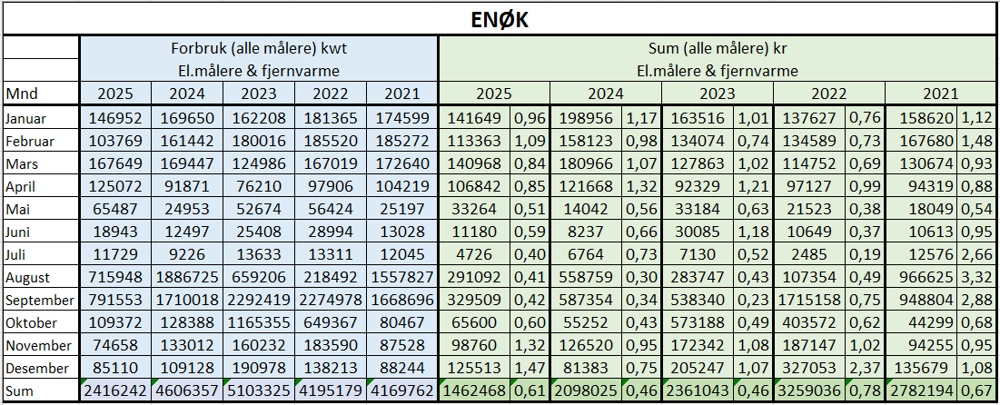 ENØK
Forbruk (alle målere) kwt Sum (alle målere) kr
El.målere & fjernvarme El.målere & fjernvarme
Mnd 2025 2024 2023 2022 2021 2025 2024 2023 2022 2021
Januar 146952 169650 162208 181365 174599 141649 0,96 198956 1,17 163516 1,01 137627 0,76 158620 1,12
Februar 103769 161442 180016 185520 185272 113363 1,09 158123 0,98 134074 0,74 134589 0,73 167680 1,48
Mars 167649 169447 124986 167019 172640 140968 0,84 180966 1,07 127863 1,02 114752 0,69 130674 0,93
April 125072 91871 76210 97906 104219 106842 0,85 121668 1,32 92329 1,21 97127 0,99 94319 0,88
Mai 65487 24953 52674 56424 25197 33264 0,51 14042 0,56 33184 0,63 21523 0,38 18049 0,54
Juni 18943 12497 25408 28994 13028 11180 0,59 8237 0,66 30085 1,18 10649 0,37 10613 0,95
Juli 11729 9226 13633 13311 12045 4726 0,40 6764 0,73 7130 0,52 2485 0,19 12576 2,66
August 715948 1886725 659206 218492 1557827 291092 0,41 558759 0,30 283747 0,43 107354 0,49 966625 3,32
September 791553 1710018 2292419 2274978 1668696 329509 0,42 587354 0,34 538340 0,23 1715158 0,75 948804 2,88
Oktober 109372 128388 1165355 649367 80467 65600 0,60 55252 0,43 573188 0,49 403572 0,62 44299 0,68
November 74658 133012 160232 183590 87528 98760 1,32 126520 0,95 172342 1,08 187147 1,02 94255 0,95
Desember 85110 109128 190978 138213 88244 125513 1,47 81383 0,75 205247 1,07 327053 2,37 135679 1,08
Sum 2416242 4606357 5103325 4195179 4169762 1462468 0,61 2098025 0,46 2361043 0,46 3259036 0,78 2782194 0,67